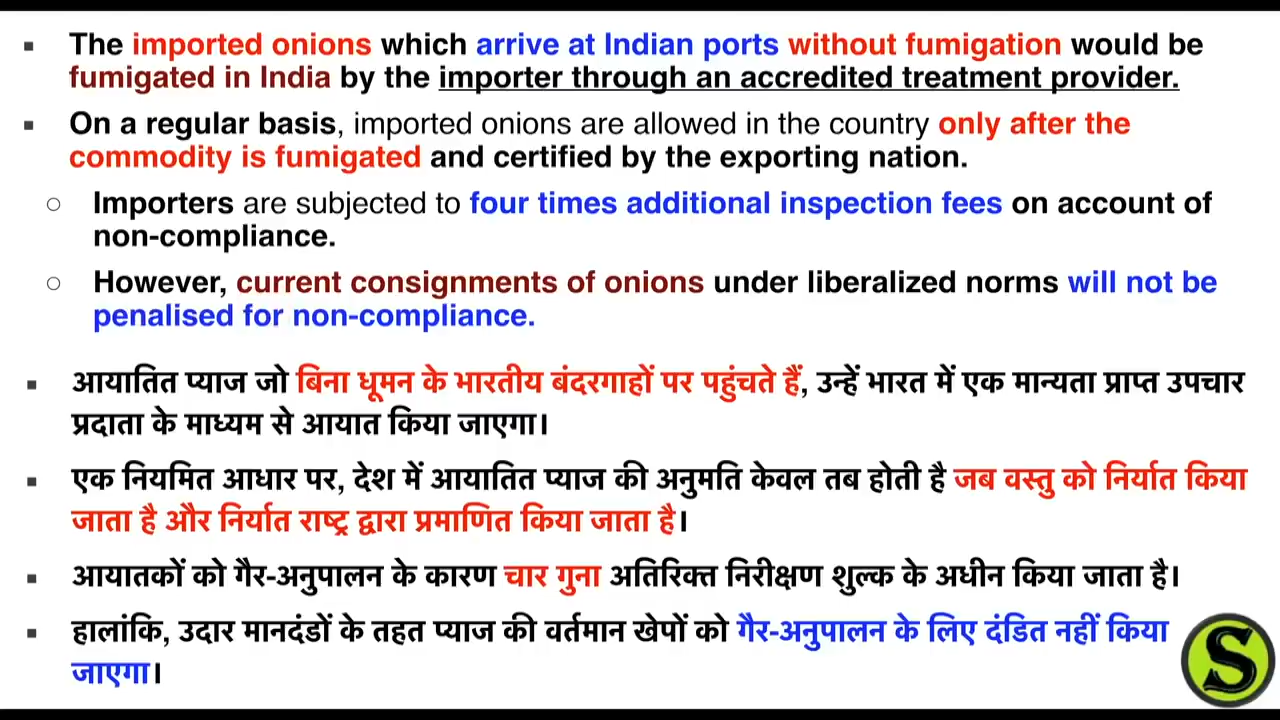 ▪ The imported onions which arrive at Indian ports without fumigation would be
fumigated in India by the importer through an accredited treatment provider.
▪ On a regular basis, imported onions are allowed in the country only after the
commodity is fumigated and certified by the exporting nation.
○ Importers are subjected to four times additional inspection fees on account of
non-compliance.
○ However, current consignments of onions under liberalized norms will not be
penalised for non-compliance.
▪ आयातित प्याज जो बिना धूमन के भारतीय बंदरगाहों पर पहुंचते हैं, उन्हें भारत में एक मान्यता प्राप्त उपचार
प्रदाता के माध्यम से आयात किया जाएगा।
▪ एक नियमित आधार पर, देश में आयातित प्याज की अनुमति केवल तब होती है जब वस्तु को निर्यात किया
जाता है और निर्यात राष्ट्र द्वारा प्रमाणित किया जाता है।
▪ आयातकों को गैर-अनुपालन के कारण चार गुना अतिरिक्त निरीक्षण शुल्क के अधीन किया जाता है।
▪ हालांकि, उदार मानदंडों के तहत प्याज की वर्तमान खेपों को गैर-अनुपालन के लिए दंडित नहीं किया
जाएगा।
S